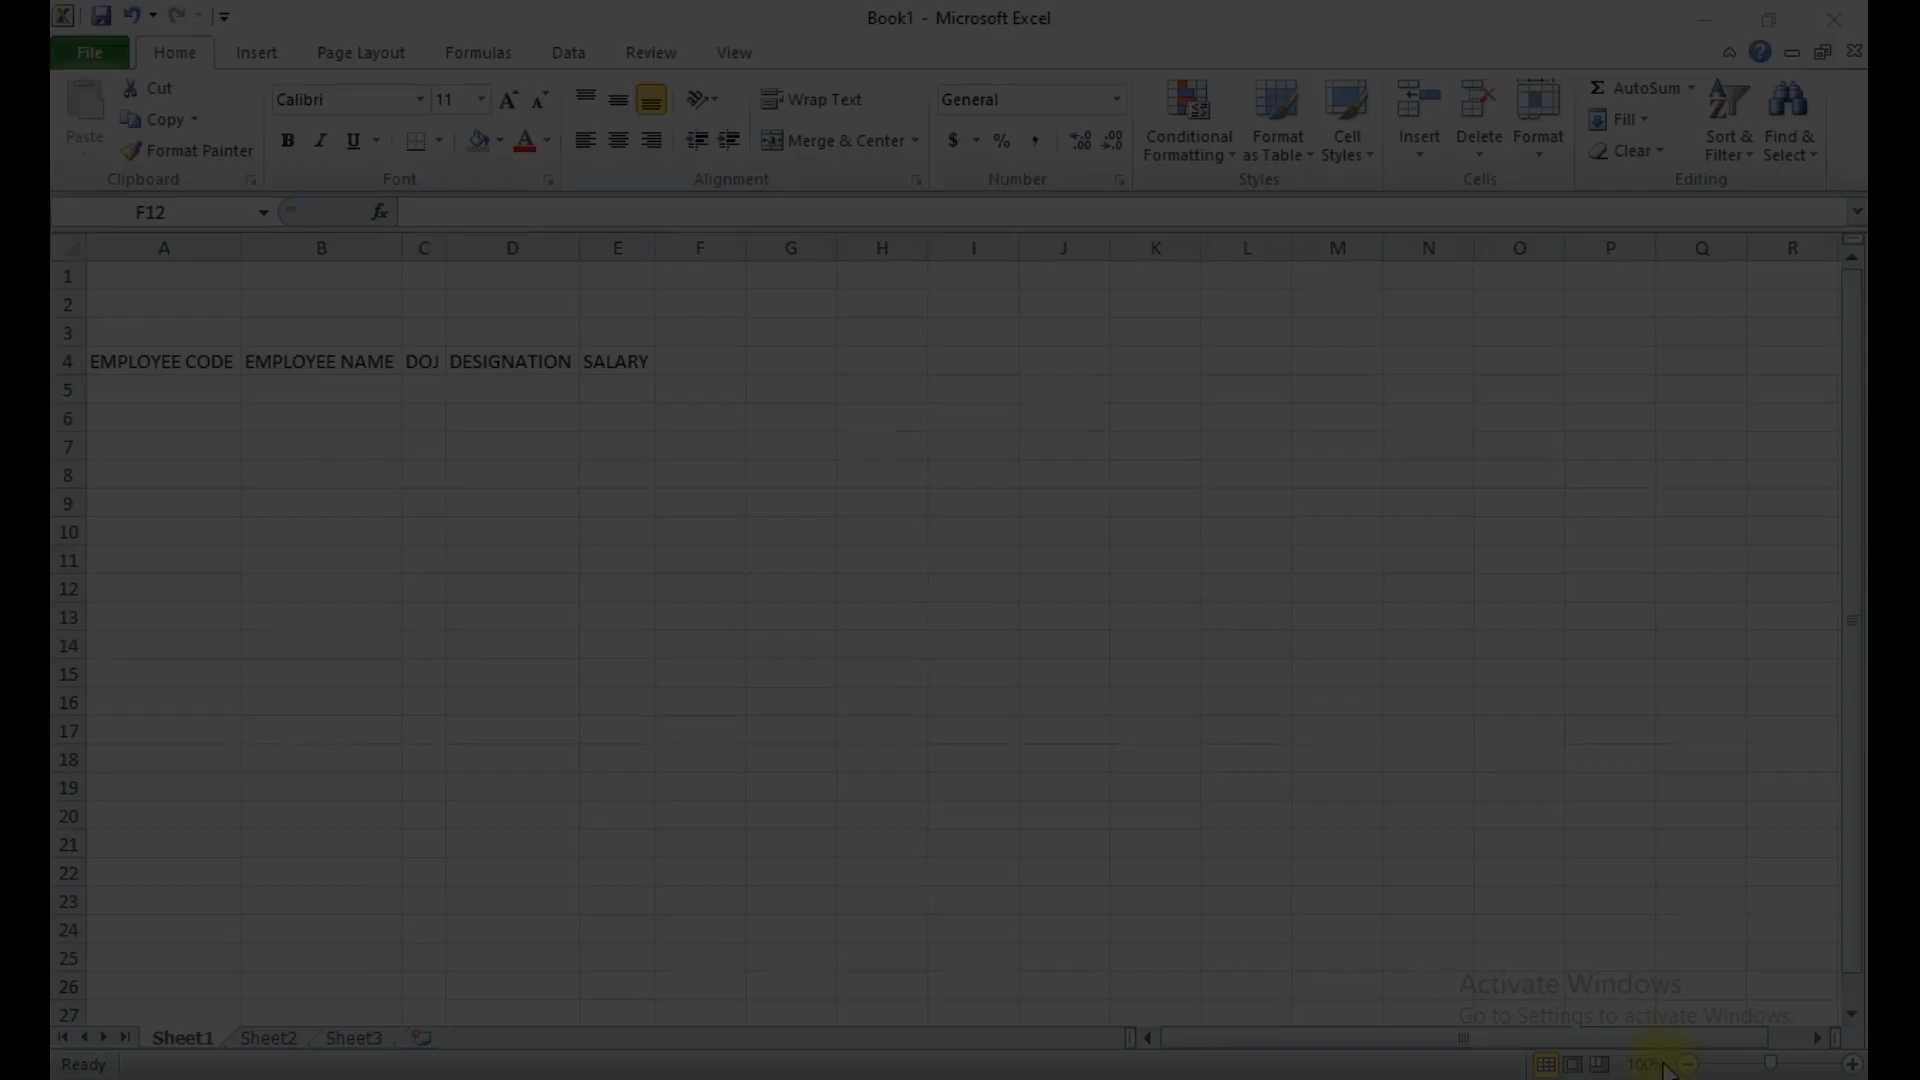 Book1 - Microsoft Excel
File Home Insert Page Layout Formulas Data Review View
Paste
Cut
Copy
Format Painter
Clipboard
Calibri 11
B I U
Font
Wrap Text
Merge & Center
Alignment
General
$ % ,
Number
Conditional Formatting
Format as Table
Cell Styles
Styles
Insert Delete Format
Cells
AutoSum
Fill
Clear
Sort & Filter
Find & Select
Editing
F12 fx
A B C D E F G H I J K L M N O P Q R
1
2
3
4 EMPLOYEE CODE EMPLOYEE NAME DOJ DESIGNATION SALARY
5
6
7
8
9
10
11
12
13
14
15
16
17
18
19
20
21
22
23
24
25
26
27
Activate Windows
Go to Settings to activate Windows.
Sheet1 Sheet2 Sheet3
Ready 100%